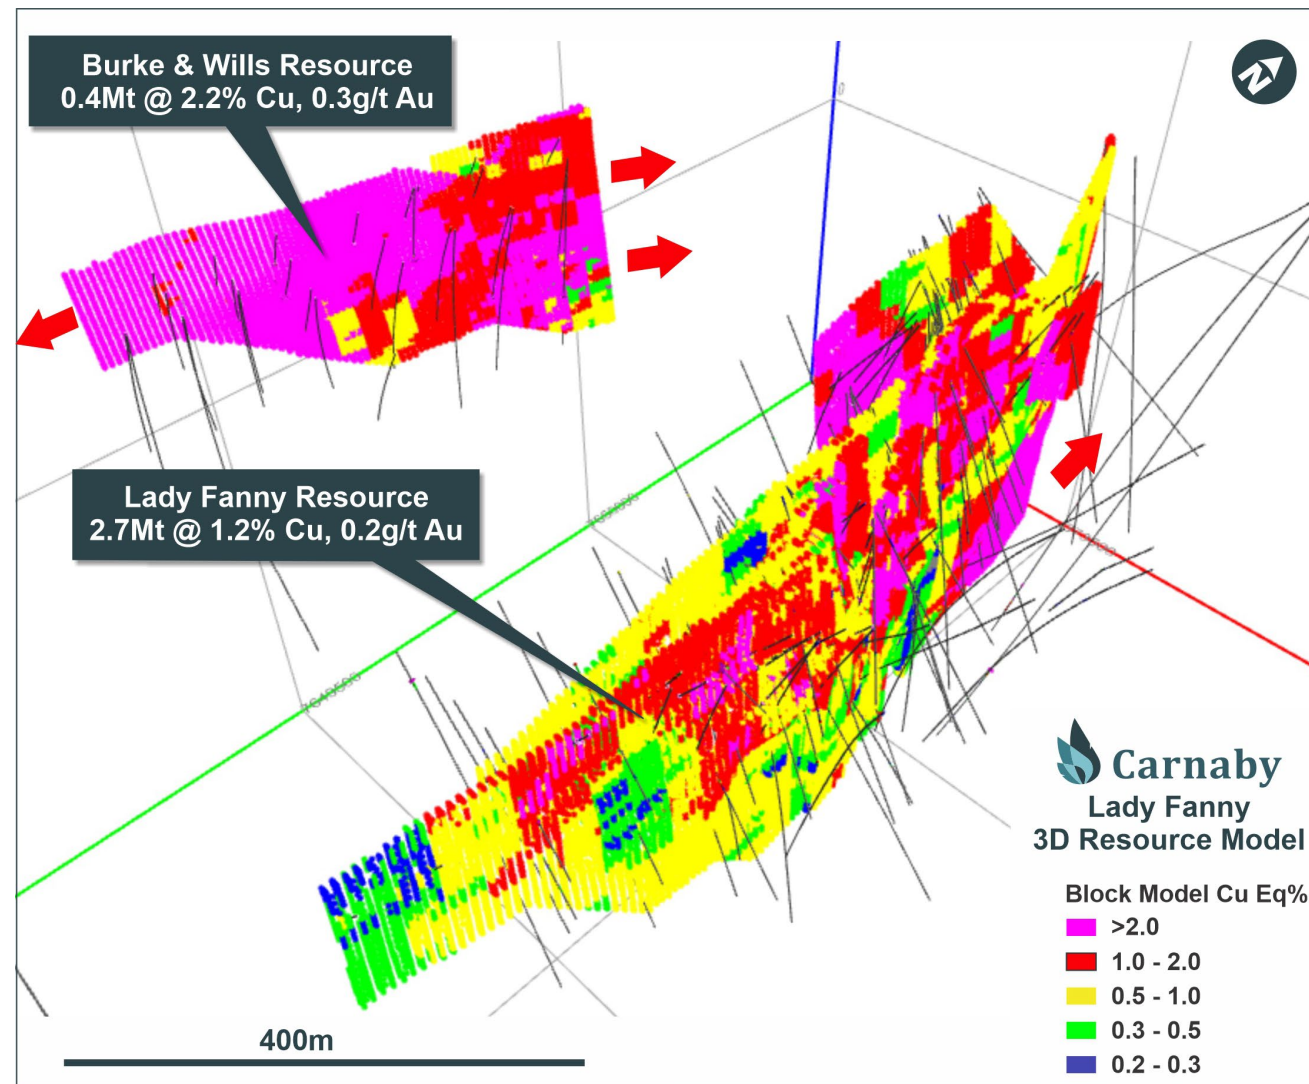 Burke & Wills Resource
0.4Mt @ 2.2% Cu, 0.3g/t Au
N
0
Lady Fanny Resource
2.7Mt @ 1.2% Cu, 0.2g/t Au
Carnaby
Lady Fanny
3D Resource Model
Block Model Cu Eq%
>2.0
1.0 - 2.0
0.5 - 1.0
0.3 - 0.5
0.2 - 0.3
400m